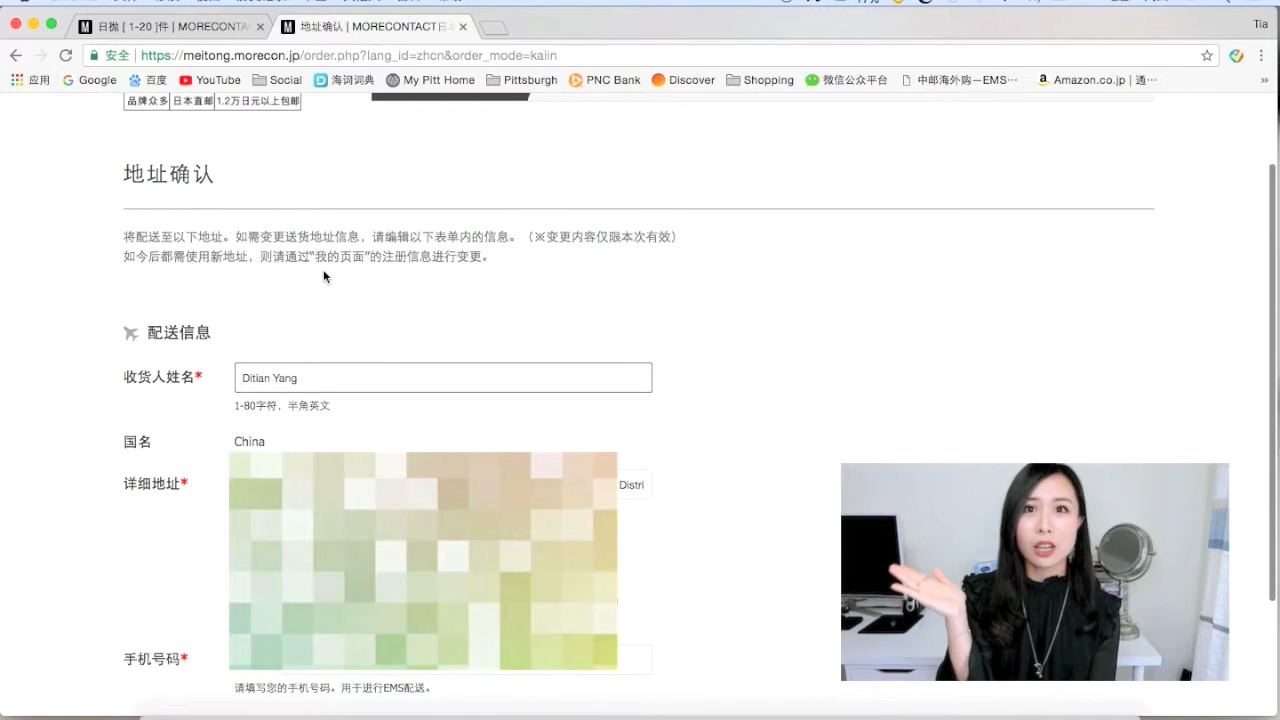 日抛 [ 1-20 ]件 | MORECONTA
地址确认 | MORECONTACT日
Tia
安全 https://meitong.morecon.jp/order.php?lang_id=zhcn&order_mode=kaiin
应用 Google 百度 YouTube Social 海词词典 My Pitt Home Pittsburgh PNC Bank Discover Shopping 微信公众平台 中邮海外购—EMS… Amazon.co.jp | 通…
品牌众多 日本直邮 1.2万日元以上包邮
地址确认
将配送至以下地址。如需变更送货地址信息，请编辑以下表单内的信息。（※变更内容仅限本次有效）
如今后都需使用新地址，则请通过“我的页面”的注册信息进行变更。
配送信息
收货人姓名* Ditian Yang
1-80字符，半角英文
国名 China
详细地址* Distri
手机号码*
请填写您的手机号码。用于进行EMS配送。